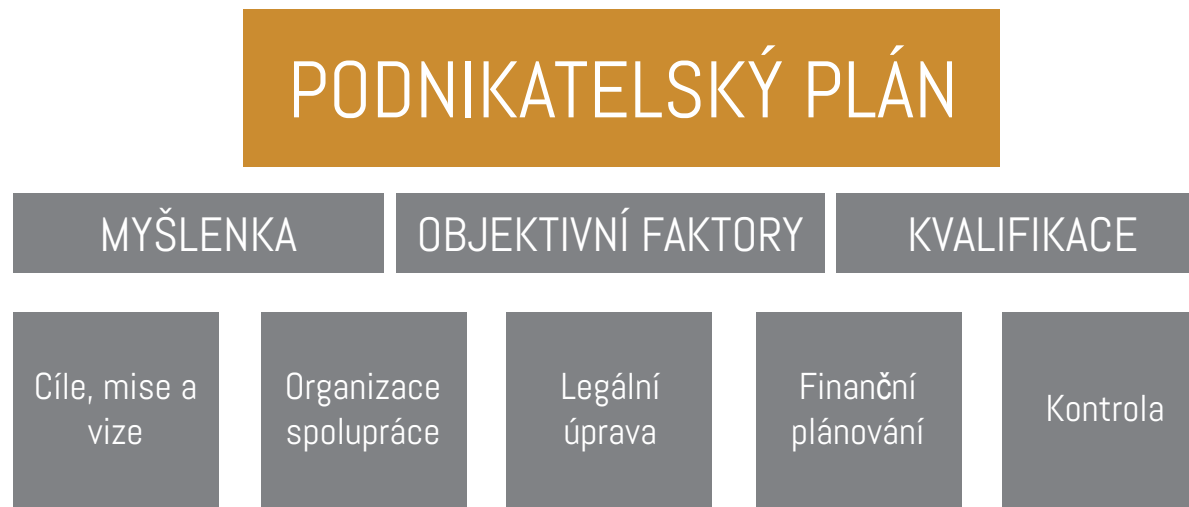 PODNIKATELSKÝ PLÁN
MYŠLENKA
OBJEKTIVNÍ FAKTORY
KVALIFIKACE
Cíle, mise a
vize
Organizace
spolupráce
Legální
úprava
Finanční
plánování
Kontrola